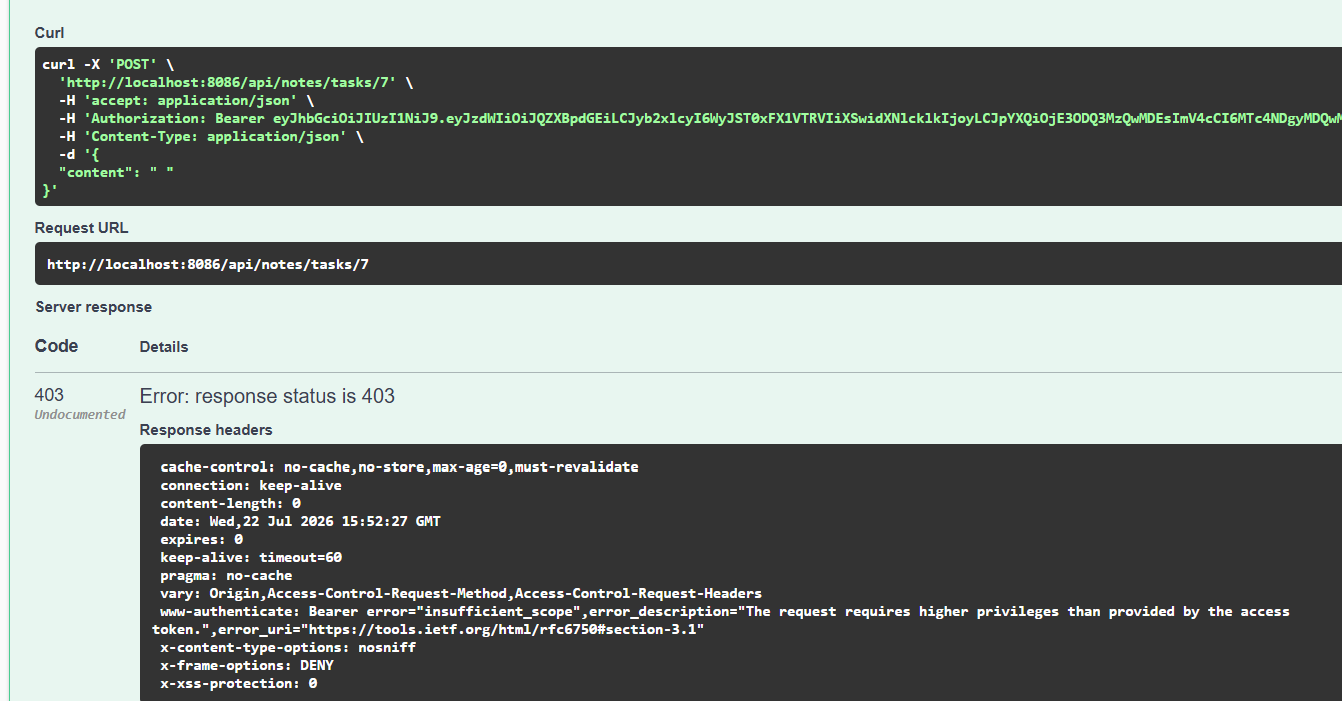 Curl
curl -X 'POST' \
'http://localhost:8086/api/notes/tasks/7' \
-H 'accept: application/json' \
-H 'Authorization: Bearer eyJhbGciOiJIUzI1NiJ9.eyJzdWIiOiJQZXBpdGEiLCJyb2xlcyI6WyJST0xFX1VTRVIiXSwidXNlcklkIjoyLCJpYXQiOjE3ODQ3MzQwMDEsImV4cCI6MTc4NDgyMDQwM
-H 'Content-Type: application/json' \
-d '{
"content": " "
}'
Request URL
http://localhost:8086/api/notes/tasks/7
Server response
Code Details
403 Error: response status is 403
Undocumented
Response headers
cache-control: no-cache,no-store,max-age=0,must-revalidate
connection: keep-alive
content-length: 0
date: Wed,22 Jul 2026 15:52:27 GMT
expires: 0
keep-alive: timeout=60
pragma: no-cache
vary: Origin,Access-Control-Request-Method,Access-Control-Request-Headers
www-authenticate: Bearer error="insufficient_scope",error_description="The request requires higher privileges than provided by the access
token.",error_uri="https://tools.ietf.org/html/rfc6750#section-3.1"
x-content-type-options: nosniff
x-frame-options: DENY
x-xss-protection: 0